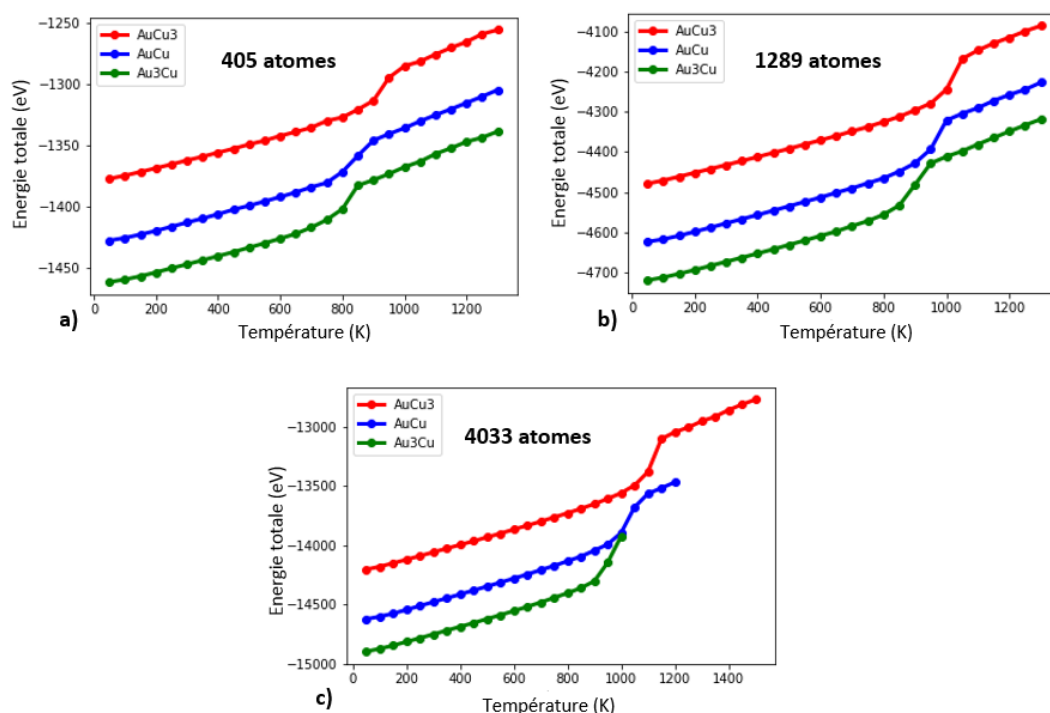 405 atomes
AuCu3
AuCu
Au3Cu
Energie totale (eV)
−1250
−1300
−1350
−1400
−1450
0 200 400 600 800 1000 1200
Température (K)
a)
1289 atomes
AuCu3
AuCu
Au3Cu
Energie totale (eV)
−4100
−4200
−4300
−4400
−4500
−4600
−4700
0 200 400 600 800 1000 1200
Température (K)
b)
4033 atomes
AuCu3
AuCu
Au3Cu
Energie totale (eV)
−13000
−13500
−14000
−14500
−15000
0 200 400 600 800 1000 1200 1400
Température (K)
c)